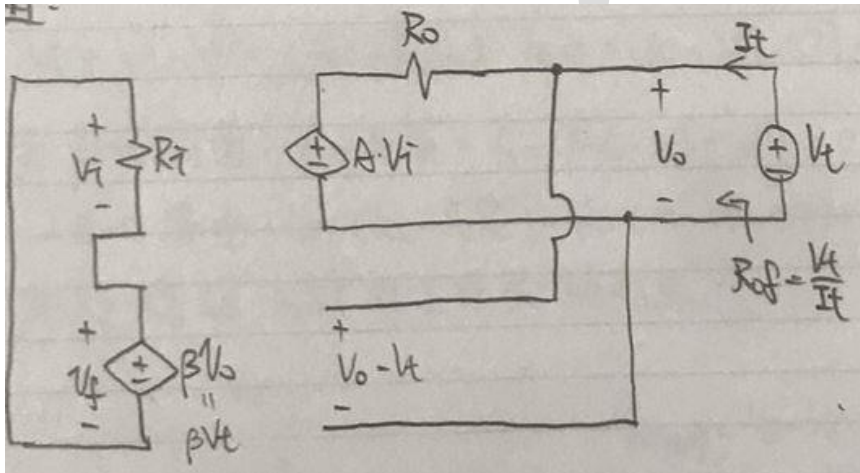 Ro
It
+
Vi
-
Ri
+
-
A·Vi
+
Vo
-
+
-
Vt
Rof = Vt/It
+
Vf
-
+
-
βVo
"
βVt
+
Vo - Vt
-